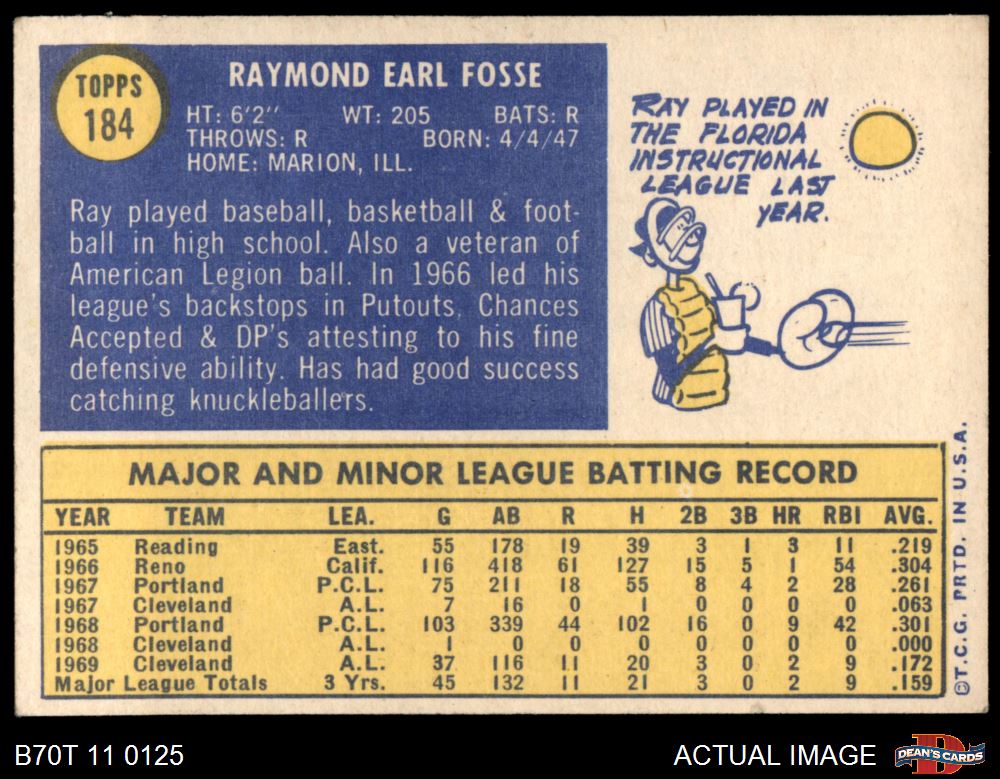 TOPPS
184
RAYMOND EARL FOSSE
HT: 6'2" WT: 205 BATS: R
THROWS: R BORN: 4/4/47
HOME: MARION, ILL.
Ray played baseball, basketball & foot-
ball in high school. Also a veteran of
American Legion ball. In 1966 led his
league's backstops in Putouts, Chances
Accepted & DP's attesting to his fine
defensive ability. Has had good success
catching knuckleballers.
RAY PLAYED IN
THE FLORIDA
INSTRUCTIONAL
LEAGUE LAST
YEAR.
MAJOR AND MINOR LEAGUE BATTING RECORD
YEAR TEAM LEA. G AB R H 2B 3B HR RBI AVG.
1965 Reading East. 55 178 19 39 3 1 3 11 .219
1966 Reno Calif. 116 418 61 127 15 5 1 54 .304
1967 Portland P.C.L. 75 211 18 55 8 4 2 28 .261
1967 Cleveland A.L. 7 16 0 1 0 0 0 0 .063
1968 Portland P.C.L. 103 339 44 102 16 0 9 42 .301
1968 Cleveland A.L. 1 0 0 0 0 0 0 0 .000
1969 Cleveland A.L. 37 116 11 20 3 0 2 9 .172
Major League Totals 3 Yrs. 45 132 11 21 3 0 2 9 .159
©T.C.G. PRTD. IN U.S.A.
B70T 11 0125
ACTUAL IMAGE
DEAN'S CARDS